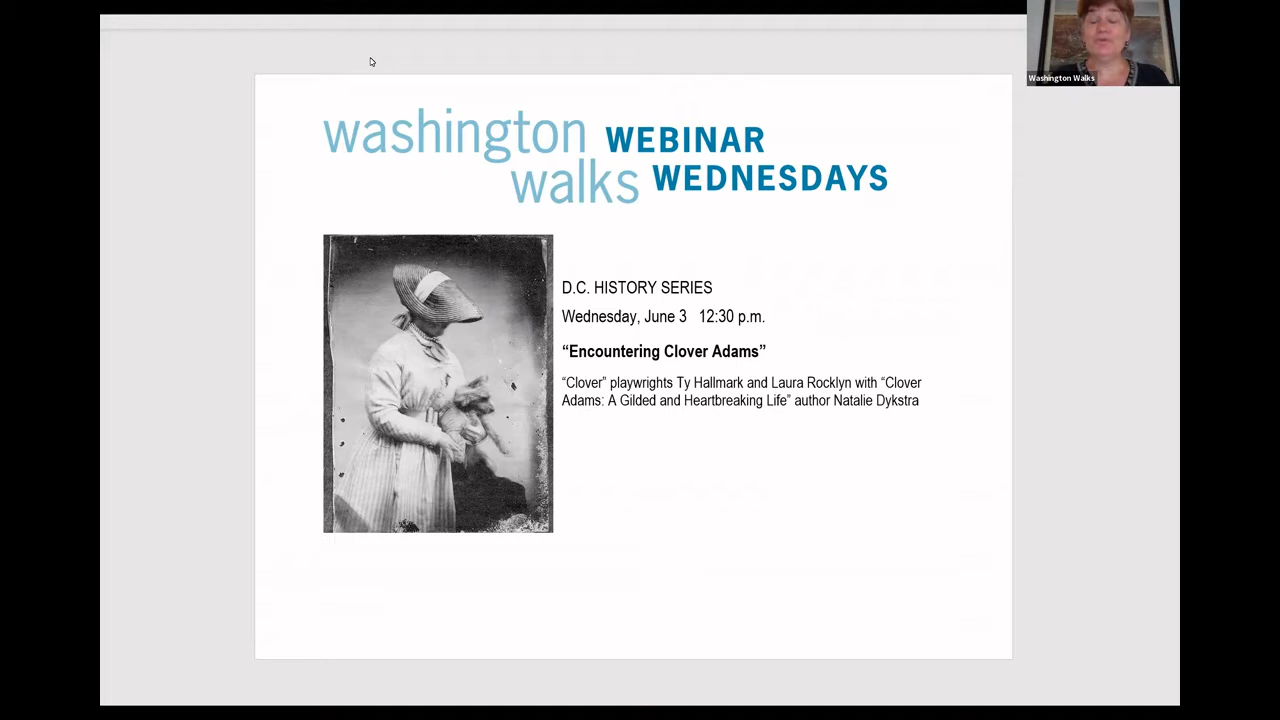 washington WEBINAR
walks WEDNESDAYS
D.C. HISTORY SERIES
Wednesday, June 3 12:30 p.m.
“Encountering Clover Adams”
“Clover” playwrights Ty Hallmark and Laura Rocklyn with “Clover
Adams: A Gilded and Heartbreaking Life” author Natalie Dykstra
Washington Walks